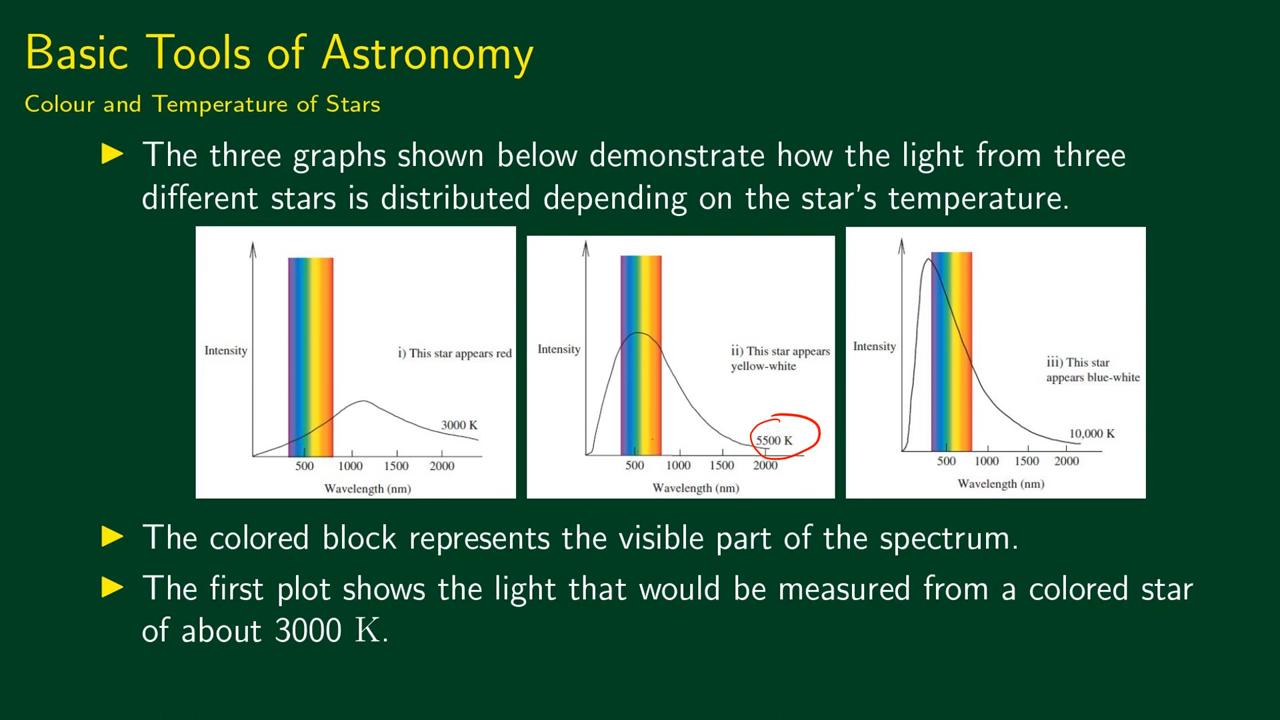 Basic Tools of Astronomy
Colour and Temperature of Stars
▶ The three graphs shown below demonstrate how the light from three
different stars is distributed depending on the star's temperature.
Intensity
i) This star appears red
3000 K
500 1000 1500 2000
Wavelength (nm)
Intensity
ii) This star appears
yellow-white
5500 K
500 1000 1500 2000
Wavelength (nm)
Intensity
iii) This star
appears blue-white
10,000 K
500 1000 1500 2000
Wavelength (nm)
▶ The colored block represents the visible part of the spectrum.
▶ The first plot shows the light that would be measured from a colored star
of about 3000 K.